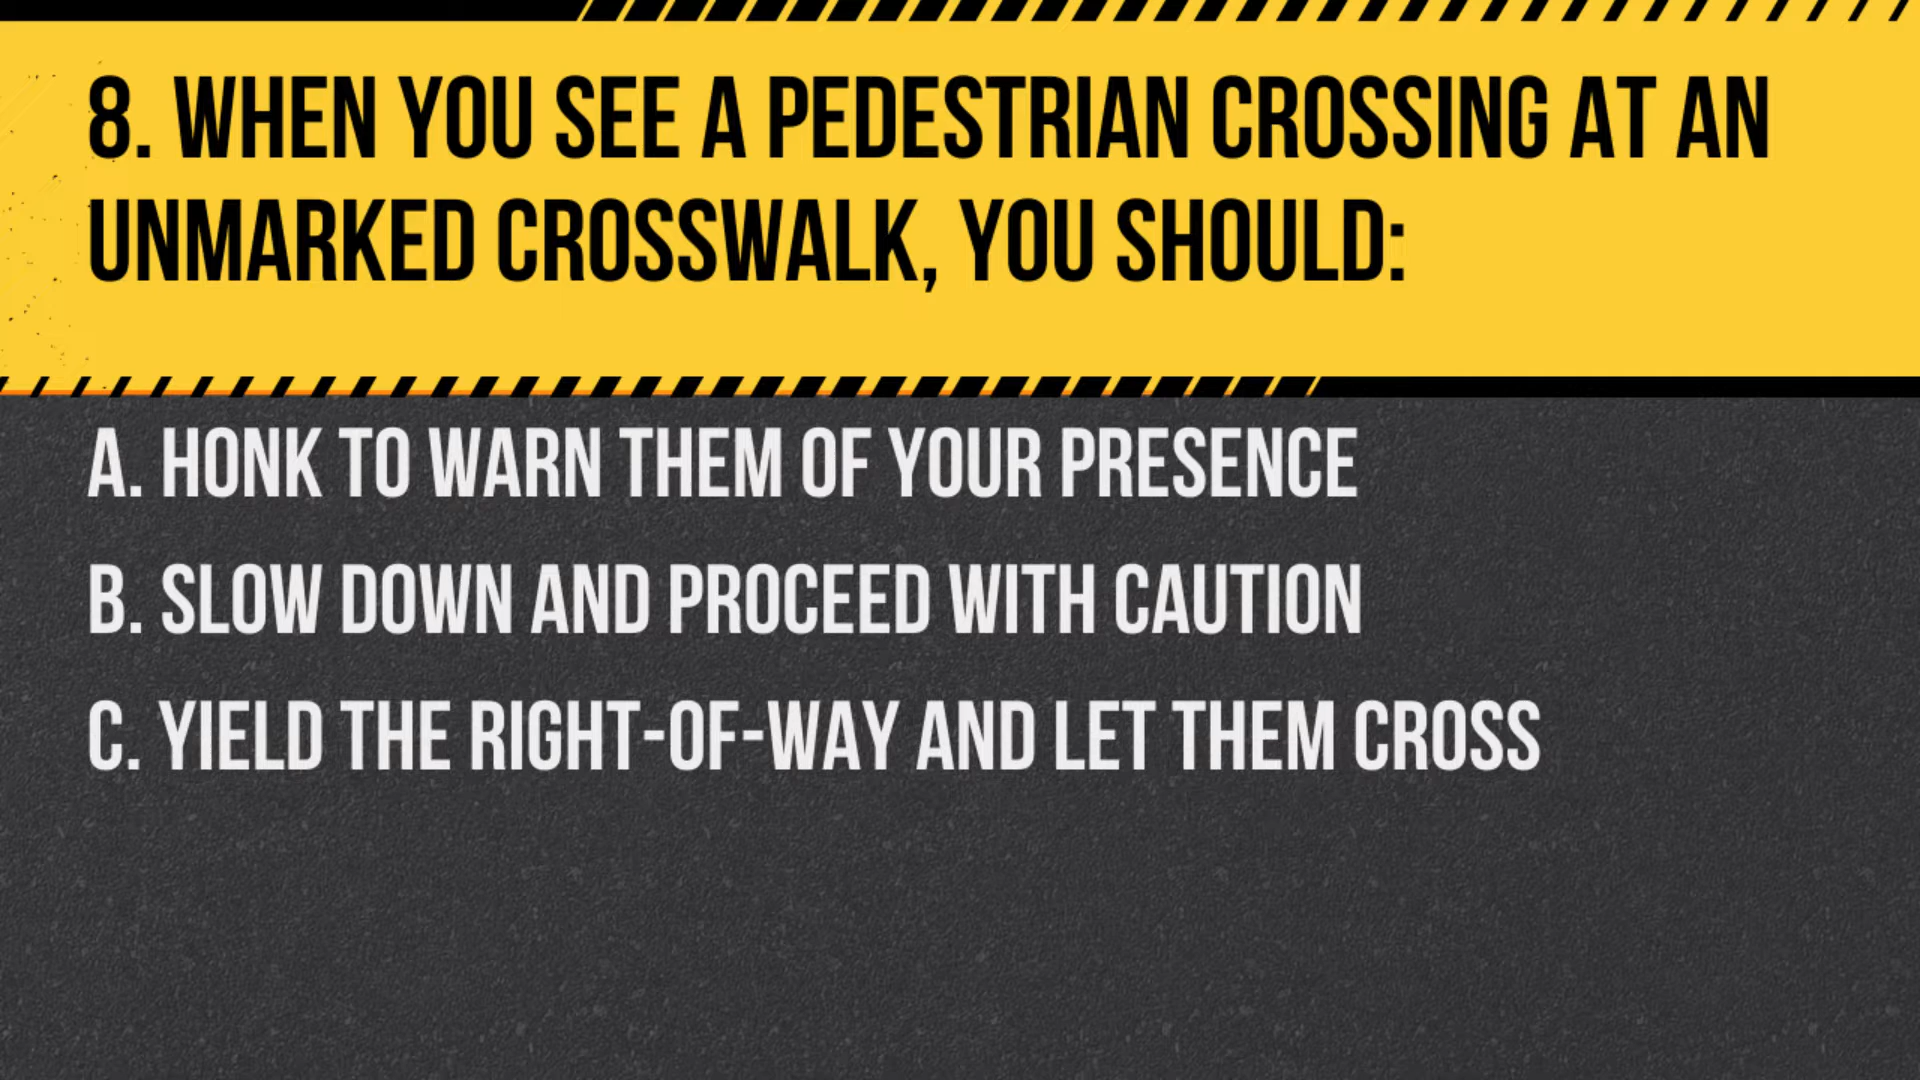 8. WHEN YOU SEE A PEDESTRIAN CROSSING AT AN
UNMARKED CROSSWALK, YOU SHOULD:
A. HONK TO WARN THEM OF YOUR PRESENCE
B. SLOW DOWN AND PROCEED WITH CAUTION
C. YIELD THE RIGHT-OF-WAY AND LET THEM CROSS